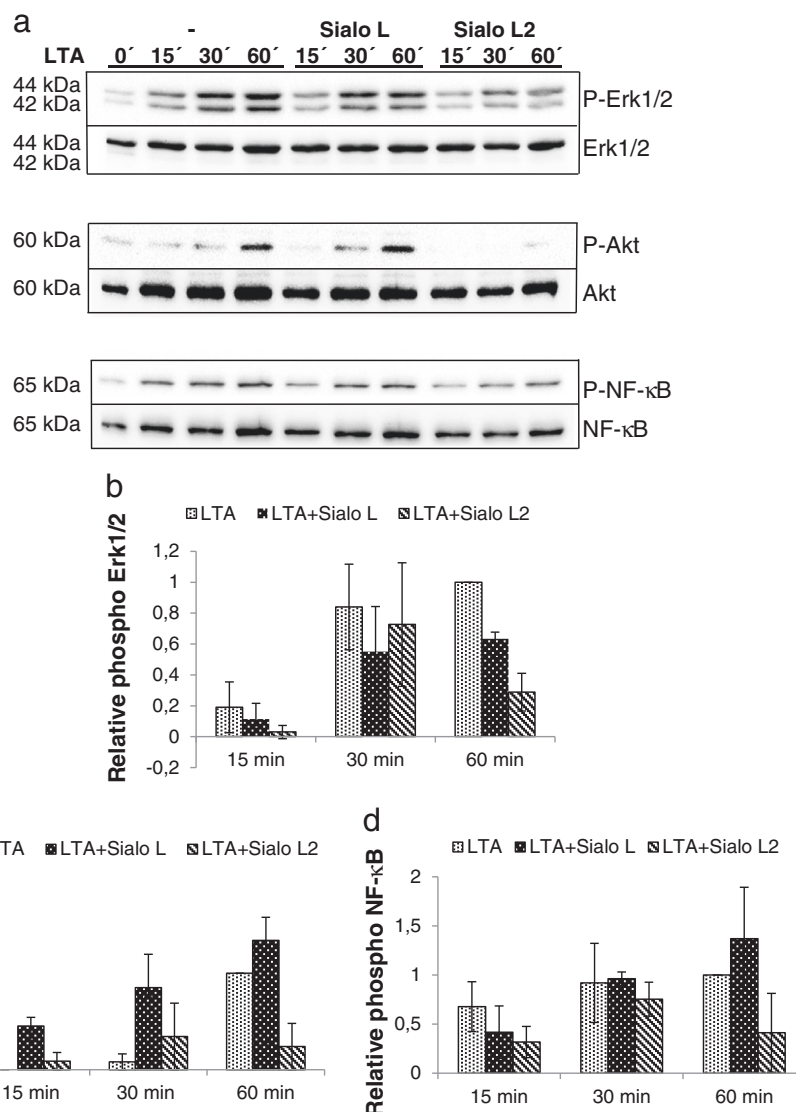 a
- Sialo L Sialo L2
LTA 0´ 15´ 30´ 60´ 15´ 30´ 60´ 15´ 30´ 60´
44 kDa
42 kDa
P-Erk1/2
44 kDa
42 kDa
Erk1/2
60 kDa
P-Akt
60 kDa
Akt
65 kDa
P-NF-κB
65 kDa
NF-κB
b
LTA LTA+Sialo L LTA+Sialo L2
Relative phospho Erk1/2
1,2
1
0,8
0,6
0,4
0,2
0
-0,2
15 min 30 min 60 min
TA LTA+Sialo L LTA+Sialo L2
15 min 30 min 60 min
d
LTA LTA+Sialo L LTA+Sialo L2
Relative phospho NF-κB
2
1,5
1
0,5
0
15 min 30 min 60 min